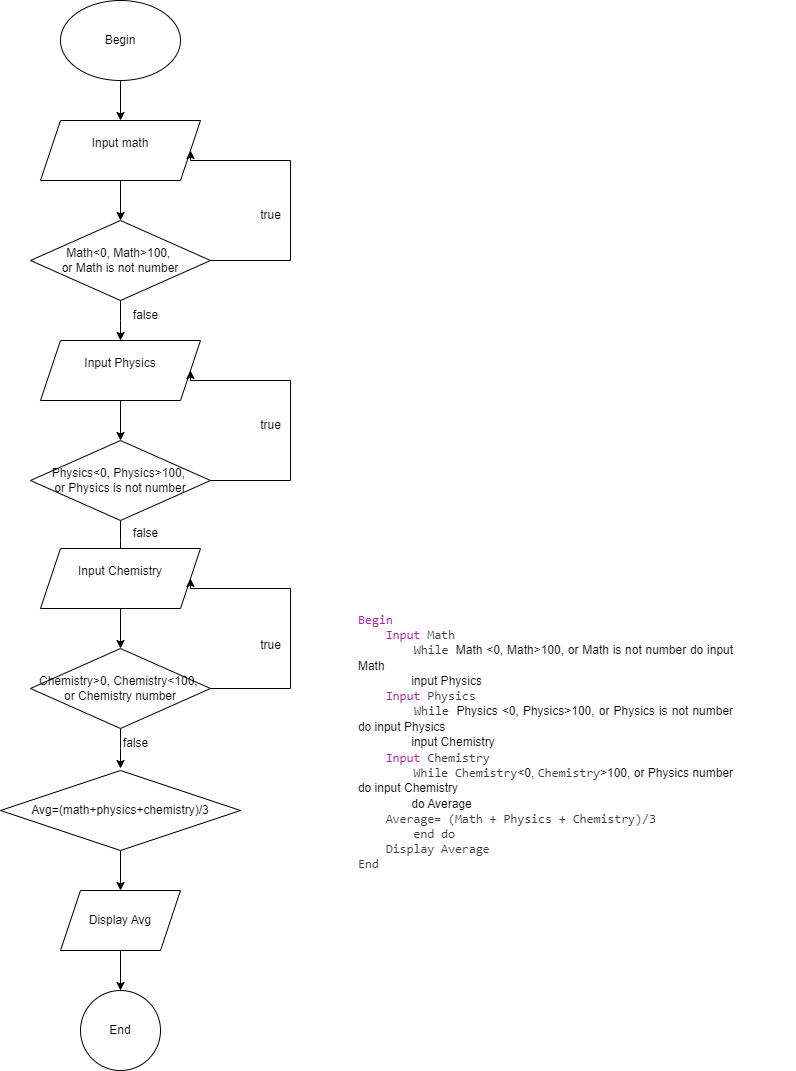 Begin
Input math
true
Math<0, Math>100,
or Math is not number
false
Input Physics
true
Physics<0, Physics>100,
or Physics is not number
false
Input Chemistry
true
Chemistry>0, Chemistry<100,
or Chemistry number
false
Avg=(math+physics+chemistry)/3
Display Avg
End
Begin
Input Math
While Math <0, Math>100, or Math is not number do input
Math
input Physics
Input Physics
While Physics <0, Physics>100, or Physics is not number
do input Physics
input Chemistry
Input Chemistry
While Chemistry<0, Chemistry>100, or Physics number
do input Chemistry
do Average
Average= (Math + Physics + Chemistry)/3
end do
Display Average
End